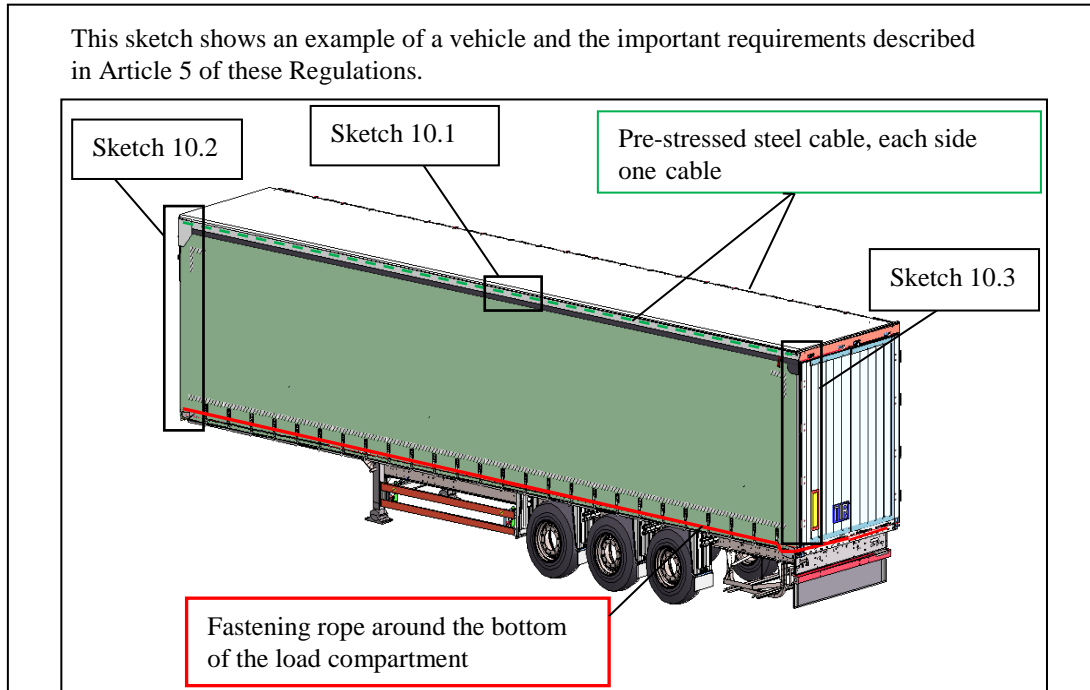 This sketch shows an example of a vehicle and the important requirements described
in Article 5 of these Regulations.
Sketch 10.2
Sketch 10.1
Pre-stressed steel cable, each side
one cable
Sketch 10.3
Fastening rope around the bottom
of the load compartment